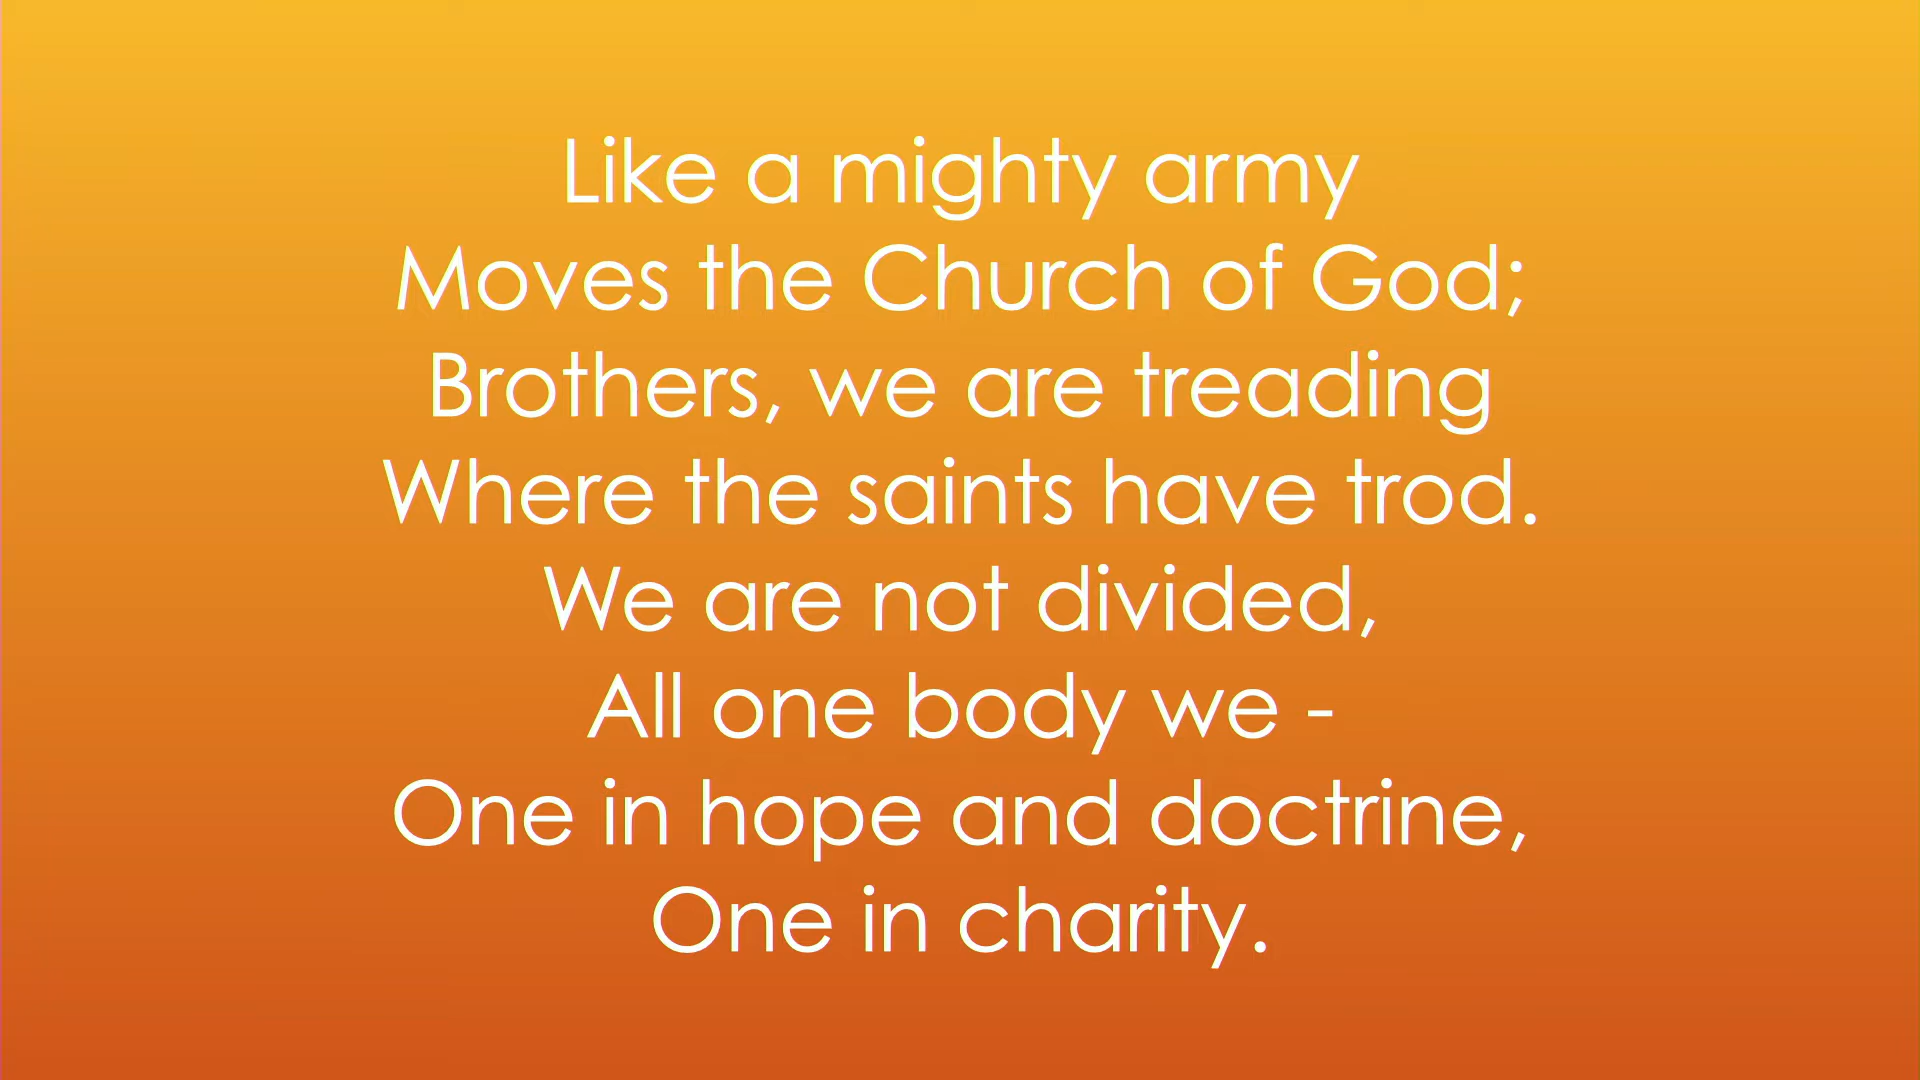 Like a mighty army
Moves the Church of God;
Brothers, we are treading
Where the saints have trod.
We are not divided,
All one body we -
One in hope and doctrine,
One in charity.